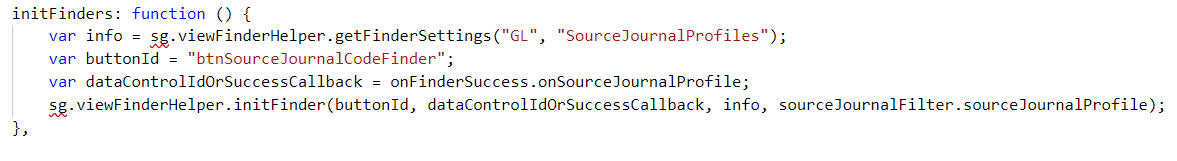 initFinders: function () {
    var info = sg.viewFinderHelper.getFinderSettings("GL", "SourceJournalProfiles");
    var buttonId = "btnSourceJournalCodeFinder";
    var dataControlIdOrSuccessCallback = onFinderSuccess.onSourceJournalProfile;
    sg.viewFinderHelper.initFinder(buttonId, dataControlIdOrSuccessCallback, info, sourceJournalFilter.sourceJournalProfile);
},